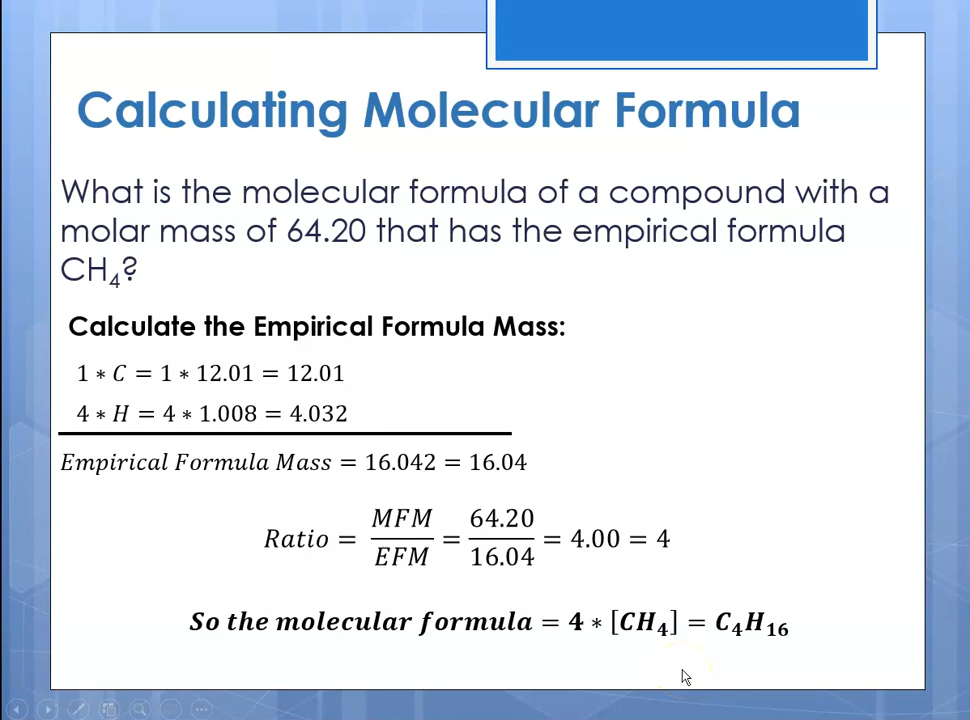 Calculating Molecular Formula
What is the molecular formula of a compound with a
molar mass of 64.20 that has the empirical formula
CH₄?
Calculate the Empirical Formula Mass:
1 ∗ C = 1 ∗ 12.01 = 12.01
4 ∗ H = 4 ∗ 1.008 = 4.032
Empirical Formula Mass = 16.042 = 16.04
Ratio = MFM/EFM = 64.20/16.04 = 4.00 = 4
So the molecular formula = 4 ∗ [CH₄] = C₄H₁₆